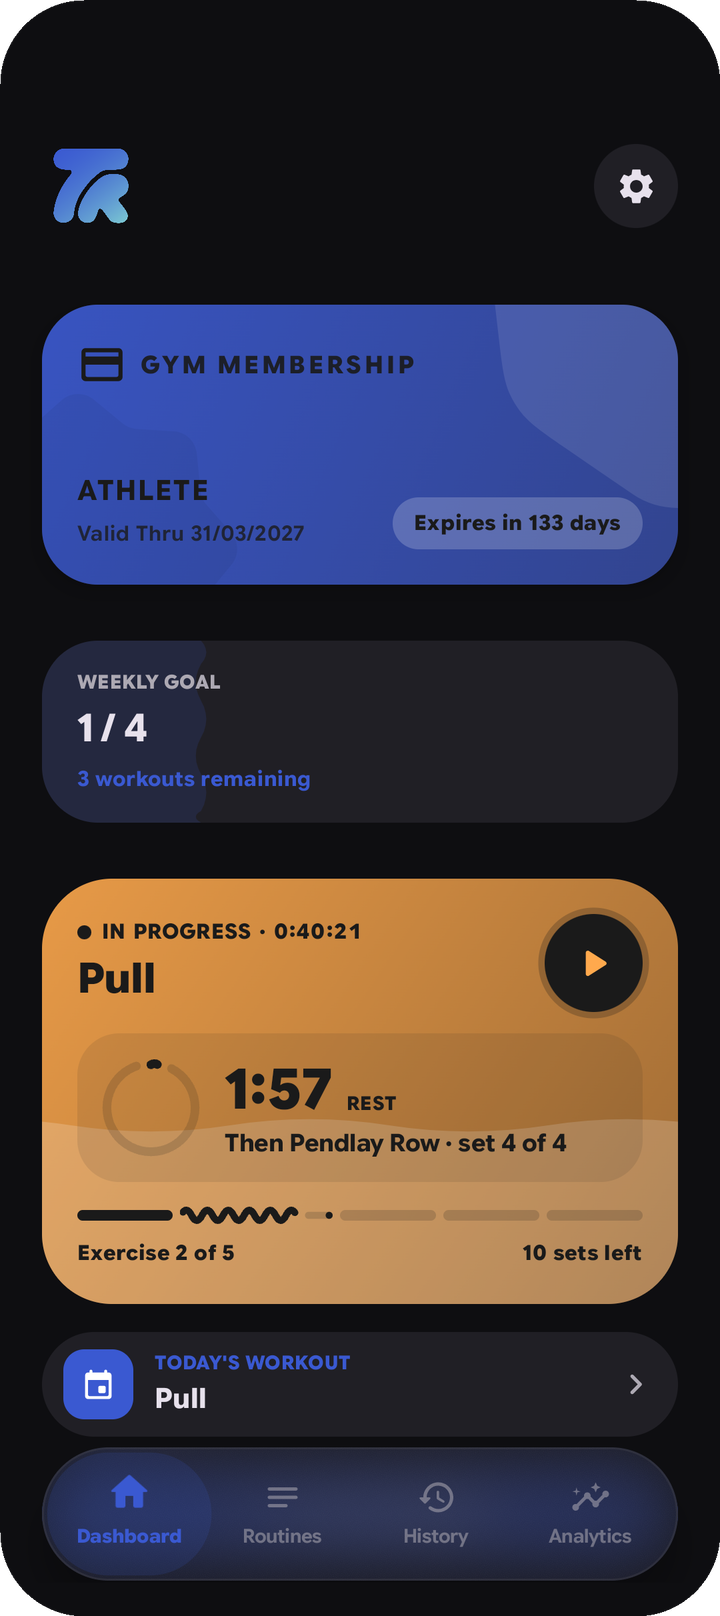 TR
GYM MEMBERSHIP
ATHLETE
Valid Thru 31/03/2027
Expires in 133 days
WEEKLY GOAL
1 / 4
3 workouts remaining
IN PROGRESS · 0:40:21
Pull
1:57 REST
Then Pendlay Row · set 4 of 4
Exercise 2 of 5
10 sets left
TODAY'S WORKOUT
Pull
Dashboard
Routines
History
Analytics